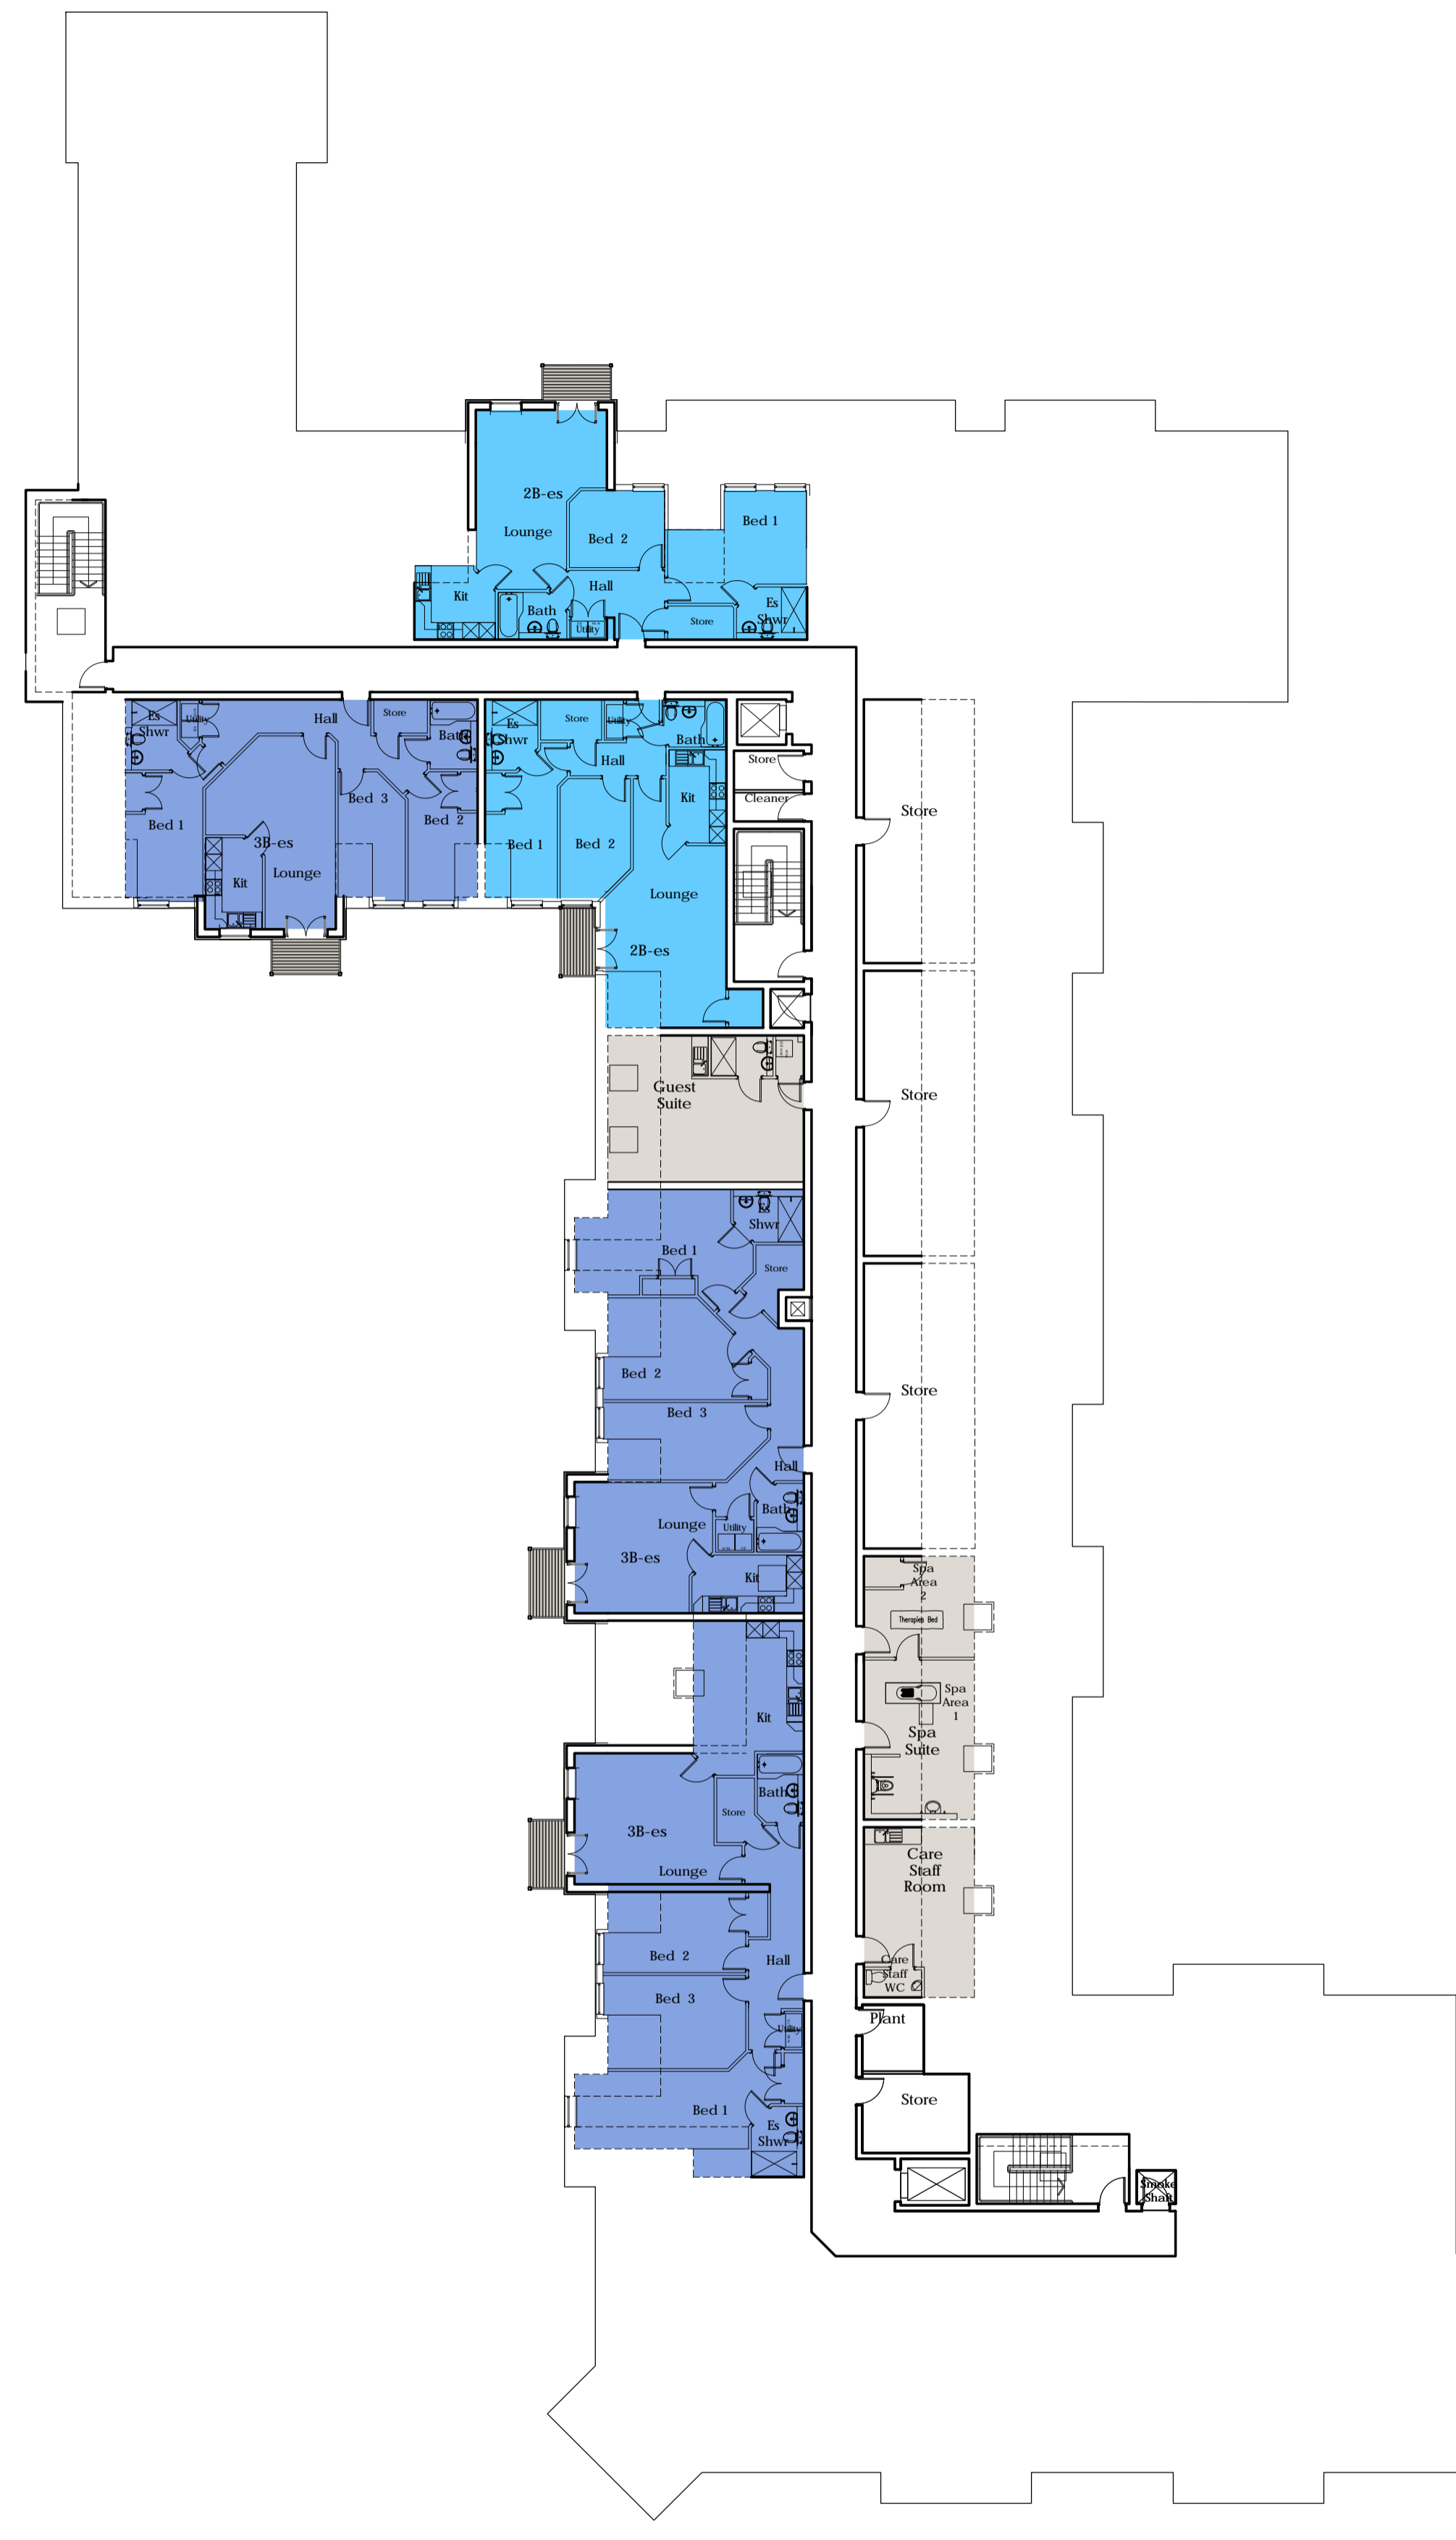 2B-es
Lounge
Bed 2
Bed 1
Hall
Kit
Bath
Utility
Store
Es
Shwr
Es
Shwr
Utility
Hall
Store
Bath
Bed 1
3B-es
Kit
Lounge
Bed 3
Bed 2
Es
Shwr
Store
Utility
Bath
Hall
Kit
Bed 1
Bed 2
Lounge
2B-es
Store
Cleaner
Store
Guest
Suite
Store
Es
Shwr
Bed 1
Store
Bed 2
Bed 3
Hall
Lounge
Utility
Bath
3B-es
Kit
Store
Spa
Area
2
Therapies Bed
Spa
Area
1
Spa
Suite
Kit
Bath
Store
3B-es
Lounge
Care
Staff
Room
Bed 2
Hall
Bed 3
Utility
Bed 1
Es
Shwr
Care
Staff
WC
Plant
Store
Smoke
Shaft